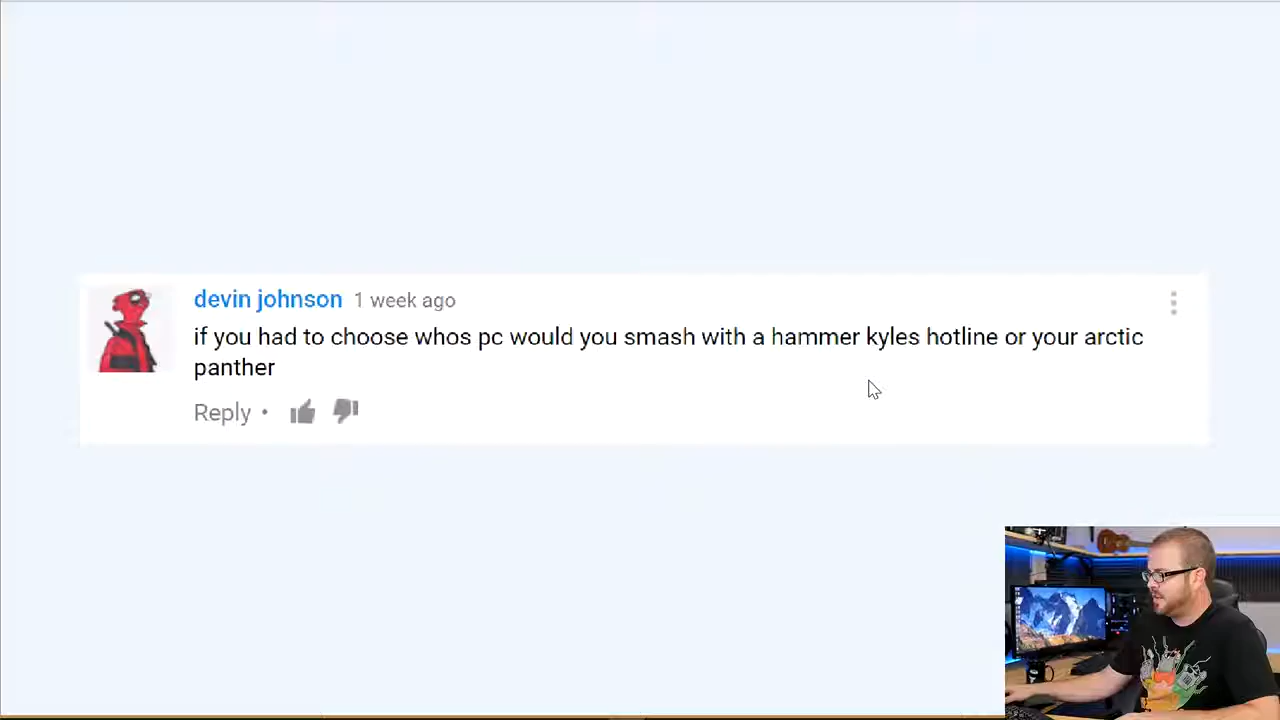 devin johnson 1 week ago
if you had to choose whos pc would you smash with a hammer kyles hotline or your arctic
panther
Reply •